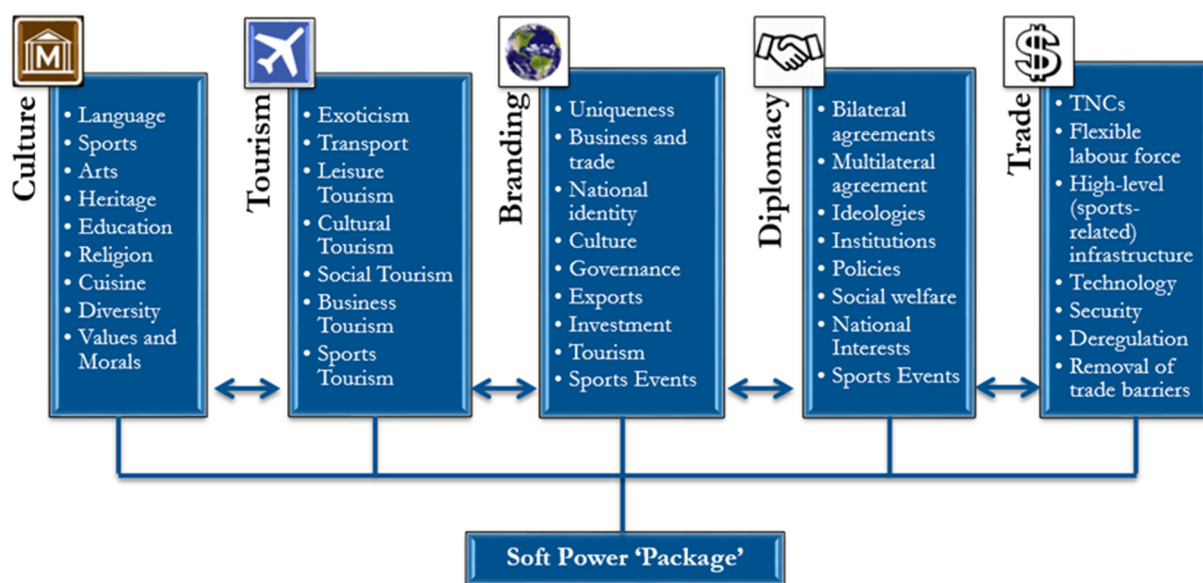 M
Culture
• Language
• Sports
• Arts
• Heritage
• Education
• Religion
• Cuisine
• Diversity
• Values and
Morals
Tourism
• Exoticism
• Transport
• Leisure
Tourism
• Cultural
Tourism
• Social Tourism
• Business
Tourism
• Sports
Tourism
Branding
• Uniqueness
• Business and
trade
• National
identity
• Culture
• Governance
• Exports
• Investment
• Tourism
• Sports Events
Diplomacy
• Bilateral
agreements
• Multilateral
agreement
• Ideologies
• Institutions
• Policies
• Social welfare
• National
Interests
• Sports Events
$
Trade
• TNCs
• Flexible
labour force
• High-level
(sports-
related)
infrastructure
• Technology
• Security
• Deregulation
• Removal of
trade barriers
Soft Power ‘Package’